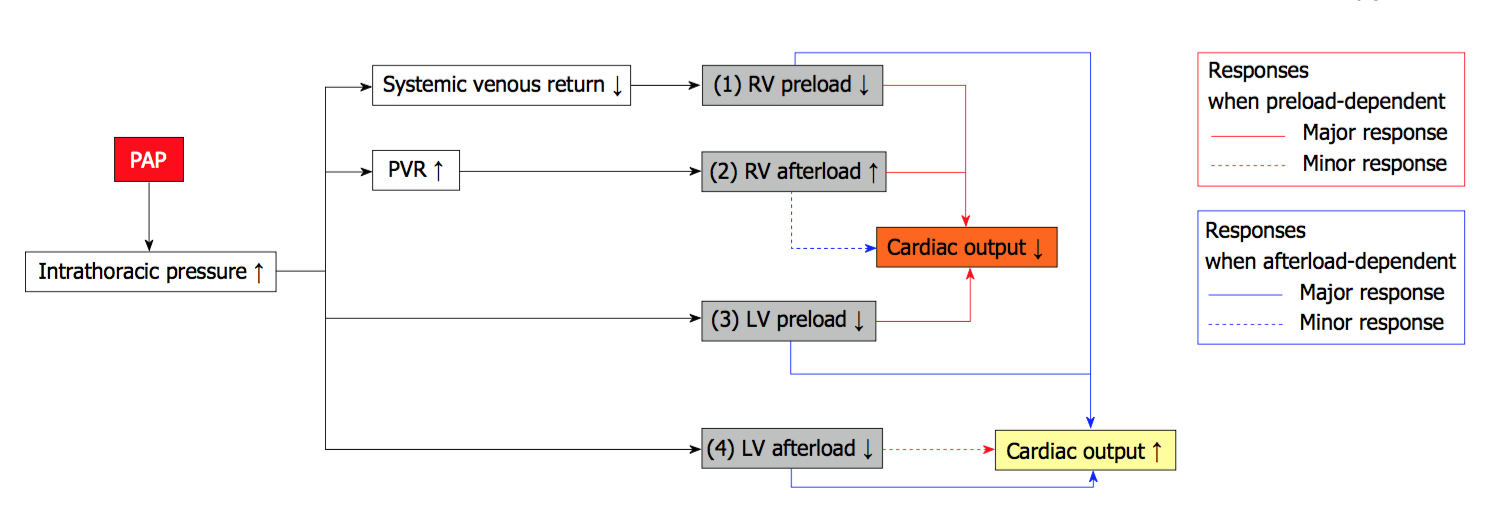 Systemic venous return ↓
(1) RV preload ↓
PAP
PVR ↑
(2) RV afterload ↑
Cardiac output ↓
Intrathoracic pressure ↑
(3) LV preload ↓
(4) LV afterload ↓
Cardiac output ↑
Responses
when preload-dependent
Major response
Minor response
Responses
when afterload-dependent
Major response
Minor response